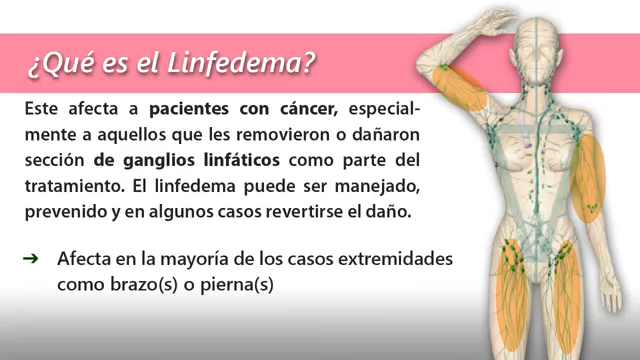 ¿Qué es el Linfedema?
Este afecta a pacientes con cáncer, especial-
mente a aquellos que les removieron o dañaron
sección de ganglios linfáticos como parte del
tratamiento. El linfedema puede ser manejado,
prevenido y en algunos casos revertirse el daño.
➔ Afecta en la mayoría de los casos extremidades
como brazo(s) o pierna(s)